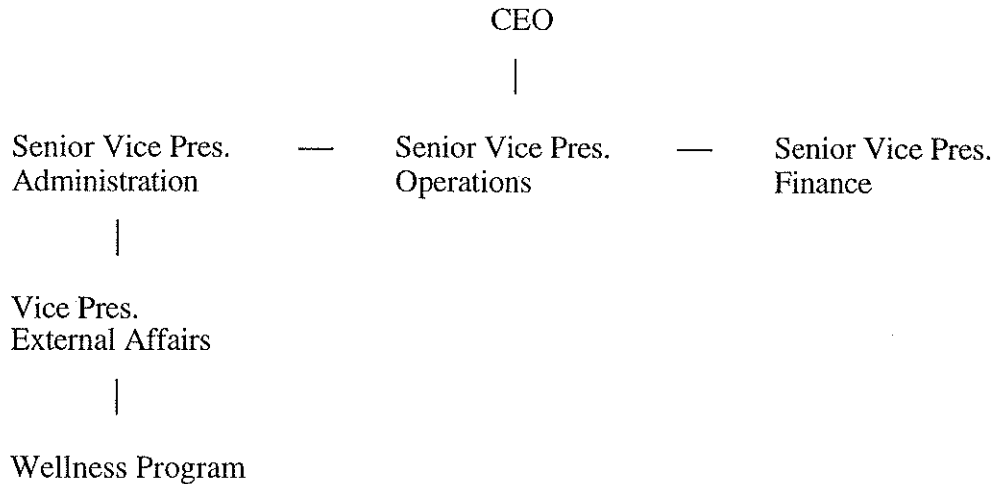 CEO
Senior Vice Pres. — Senior Vice Pres. — Senior Vice Pres.
Administration Operations Finance
Vice Pres.
External Affairs
Wellness Program